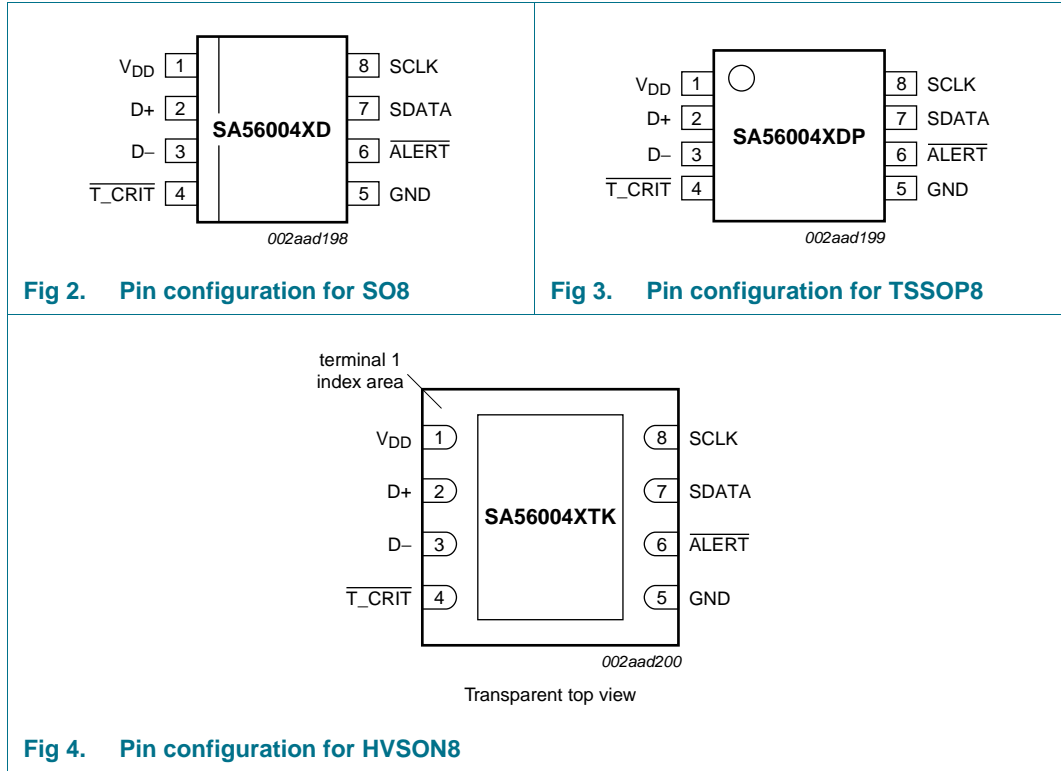 V_DD 1
D+ 2
D− 3
T_CRIT 4
SA56004XD
8 SCLK
7 SDATA
6 ALERT
5 GND
002aad198
Fig 2. Pin configuration for SO8
V_DD 1
D+ 2
D− 3
T_CRIT 4
SA56004XDP
8 SCLK
7 SDATA
6 ALERT
5 GND
002aad199
Fig 3. Pin configuration for TSSOP8
terminal 1
index area
V_DD 1
D+ 2
D− 3
T_CRIT 4
SA56004XTK
8 SCLK
7 SDATA
6 ALERT
5 GND
002aad200
Transparent top view
Fig 4. Pin configuration for HVSON8